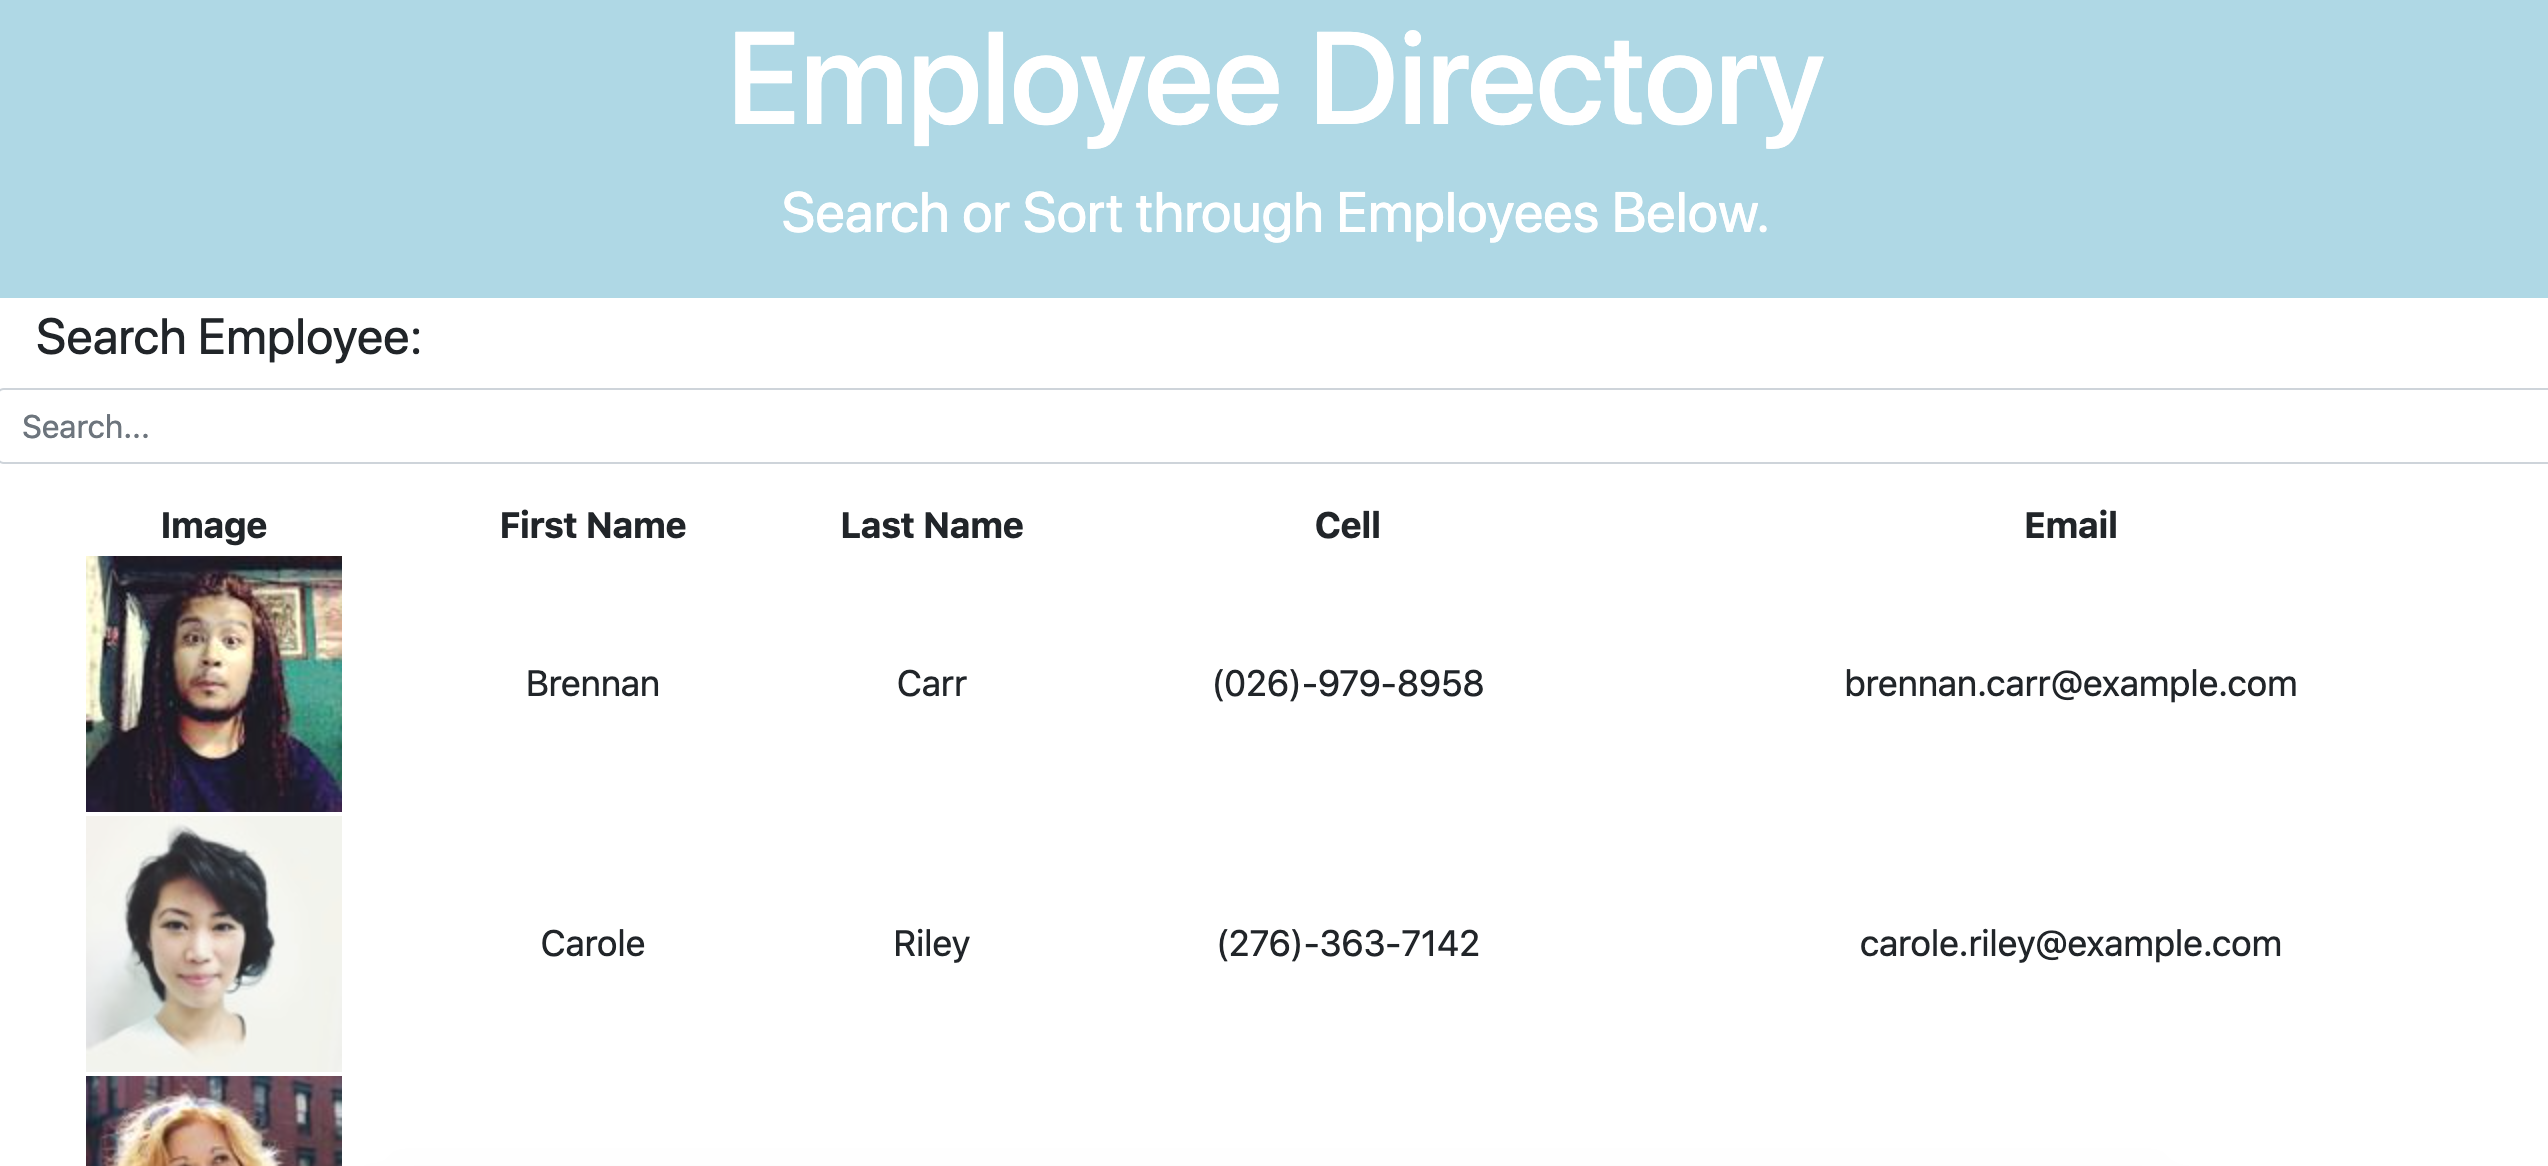 Employee Directory
Search or Sort through Employees Below.
Search Employee:
Search...
Image First Name Last Name Cell Email
Brennan Carr (026)-979-8958 brennan.carr@example.com
Carole Riley (276)-363-7142 carole.riley@example.com